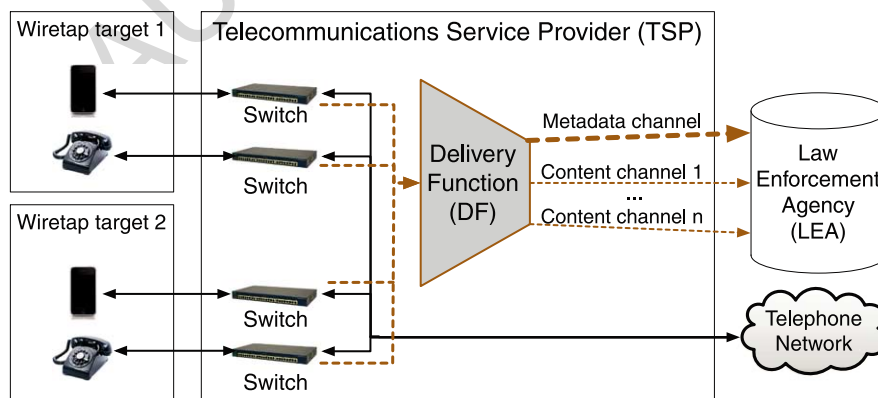 Wiretap target 1
Telecommunications Service Provider (TSP)
Switch
Switch
Delivery
Function
(DF)
Metadata channel
Content channel 1
...
Content channel n
Law
Enforcement
Agency
(LEA)
Wiretap target 2
Switch
Switch
Telephone
Network